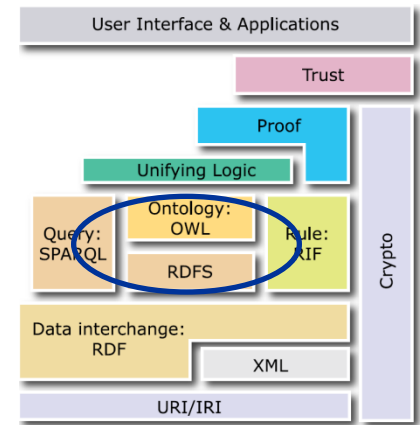 User Interface & Applications
Trust
Proof
Unifying Logic
Ontology:
OWL
Query:
SPARQL
Rule:
RIF
RDFS
Crypto
Data interchange:
RDF
XML
URI/IRI